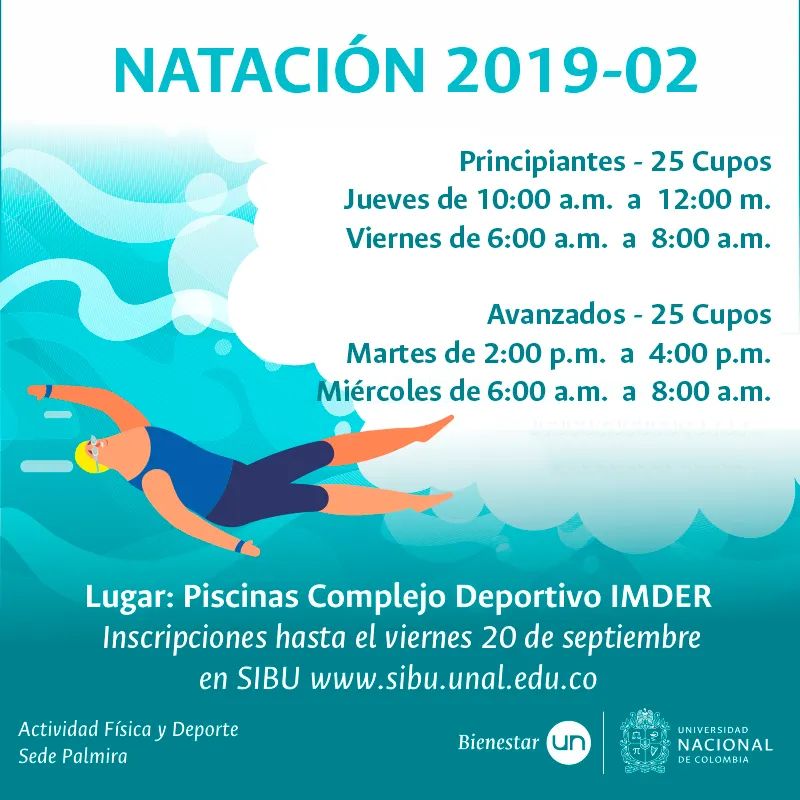 NATACIÓN 2019-02
Principiantes - 25 Cupos
Jueves de 10:00 a.m. a 12:00 m.
Viernes de 6:00 a.m. a 8:00 a.m.
Avanzados - 25 Cupos
Martes de 2:00 p.m. a 4:00 p.m.
Miércoles de 6:00 a.m. a 8:00 a.m.
Lugar: Piscinas Complejo Deportivo IMDER
Inscripciones hasta el viernes 20 de septiembre
en SIBU www.sibu.unal.edu.co
Actividad Física y Deporte
Sede Palmira
Bienestar un
UNIVERSIDAD
NACIONAL
DE COLOMBIA